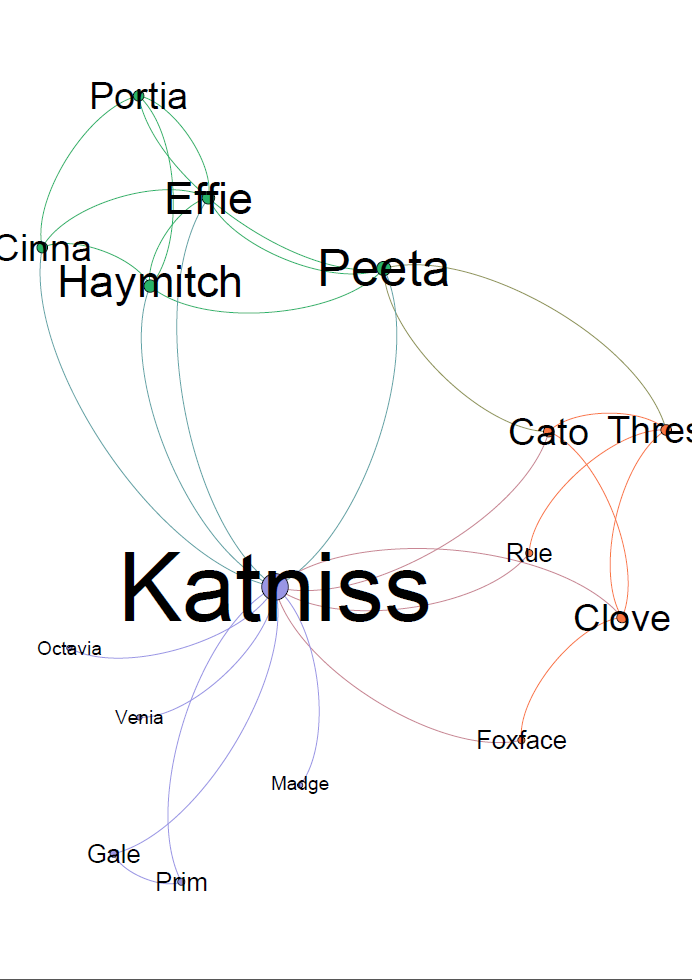 Portia
Effie
Cinna
Haymitch
Peeta
Cato
Thres
Rue
Katniss
Clove
Octavia
Venia
Foxface
Madge
Gale
Prim